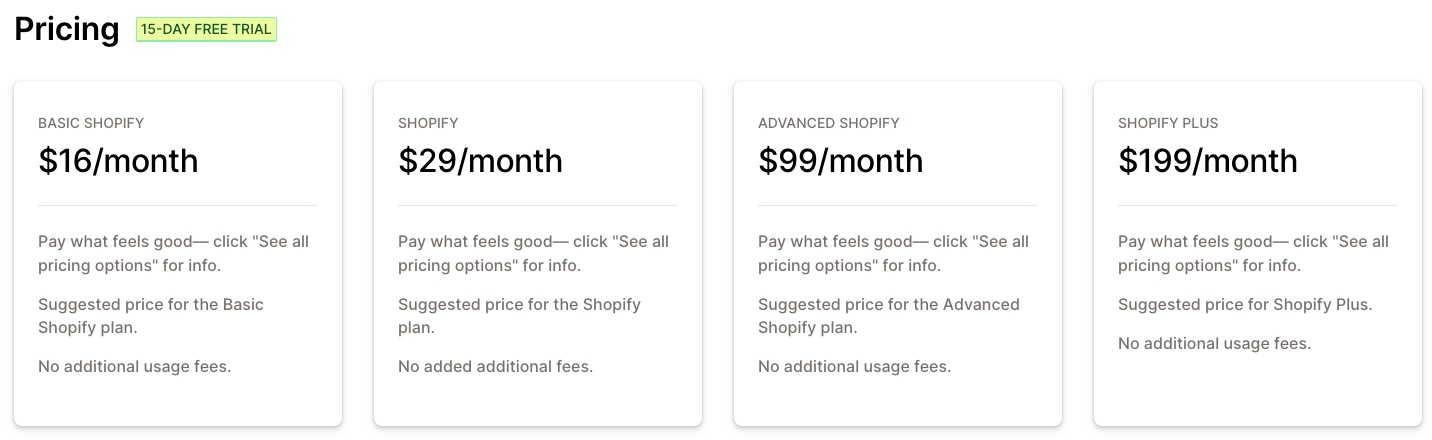 Pricing
15-DAY FREE TRIAL
BASIC SHOPIFY
$16/month
Pay what feels good— click "See all
pricing options" for info.
Suggested price for the Basic
Shopify plan.
No additional usage fees.
SHOPIFY
$29/month
Pay what feels good— click "See all
pricing options" for info.
Suggested price for the Shopify
plan.
No added additional fees.
ADVANCED SHOPIFY
$99/month
Pay what feels good— click "See all
pricing options" for info.
Suggested price for the Advanced
Shopify plan.
No additional usage fees.
SHOPIFY PLUS
$199/month
Pay what feels good— click "See all
pricing options" for info.
Suggested price for Shopify Plus.
No additional usage fees.